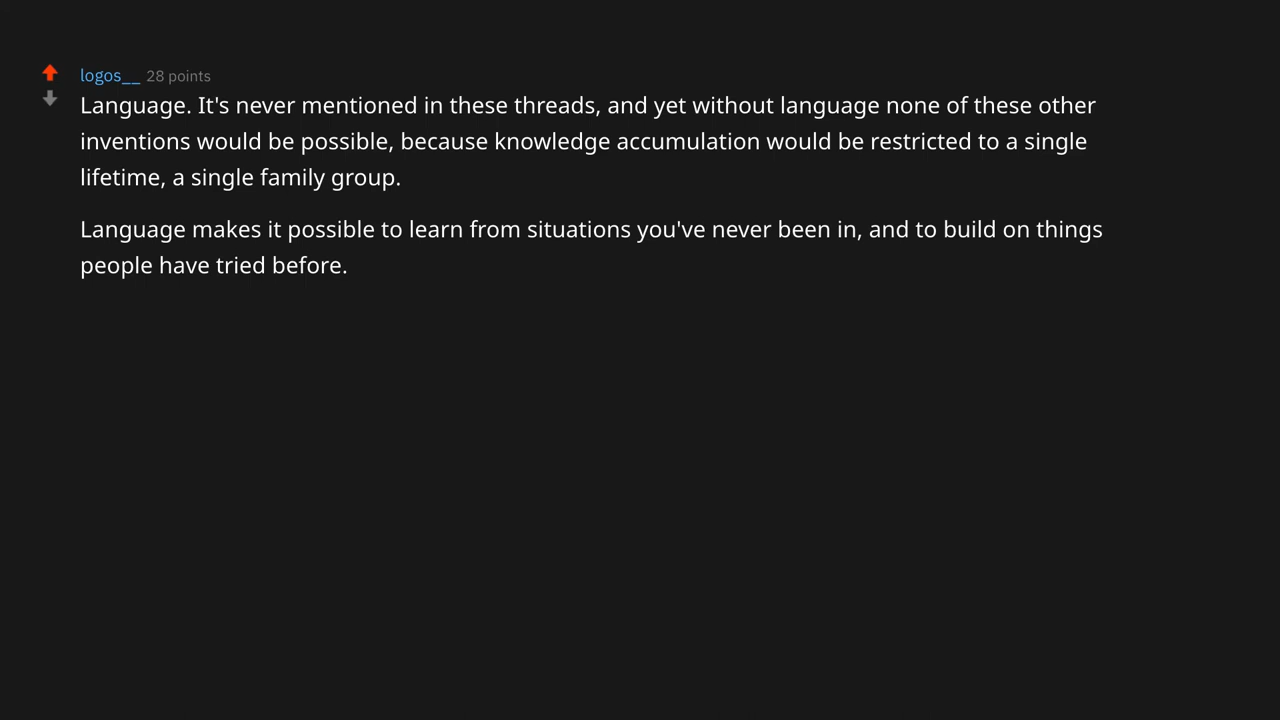 logos__ 28 points
Language. It's never mentioned in these threads, and yet without language none of these other
inventions would be possible, because knowledge accumulation would be restricted to a single
lifetime, a single family group.
Language makes it possible to learn from situations you've never been in, and to build on things
people have tried before.